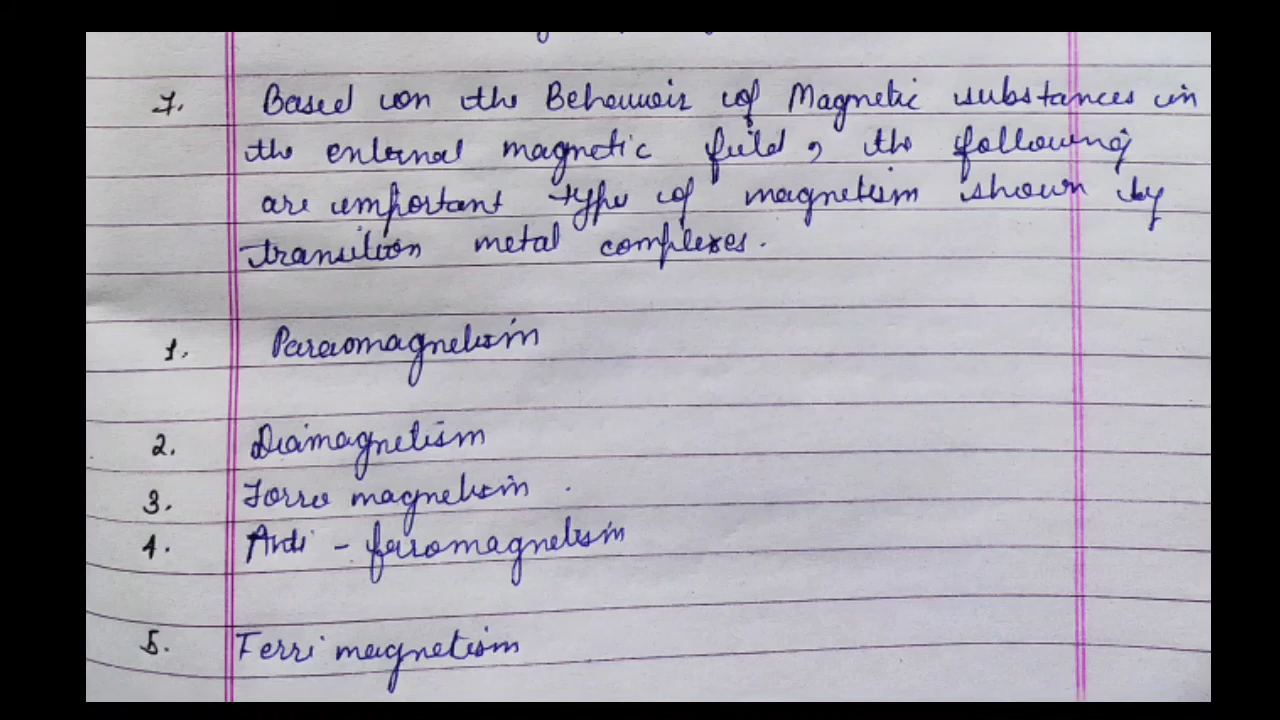 7. Based on the Behaviour of Magnetic substances in
the external magnetic field, the following
are important type of magnetism shown by
transition metal complexes.
1. Paramagnetism
2. Diamagnetism
3. Ferro magnetism
4. Anti - ferromagnetism
5. Ferri magnetism